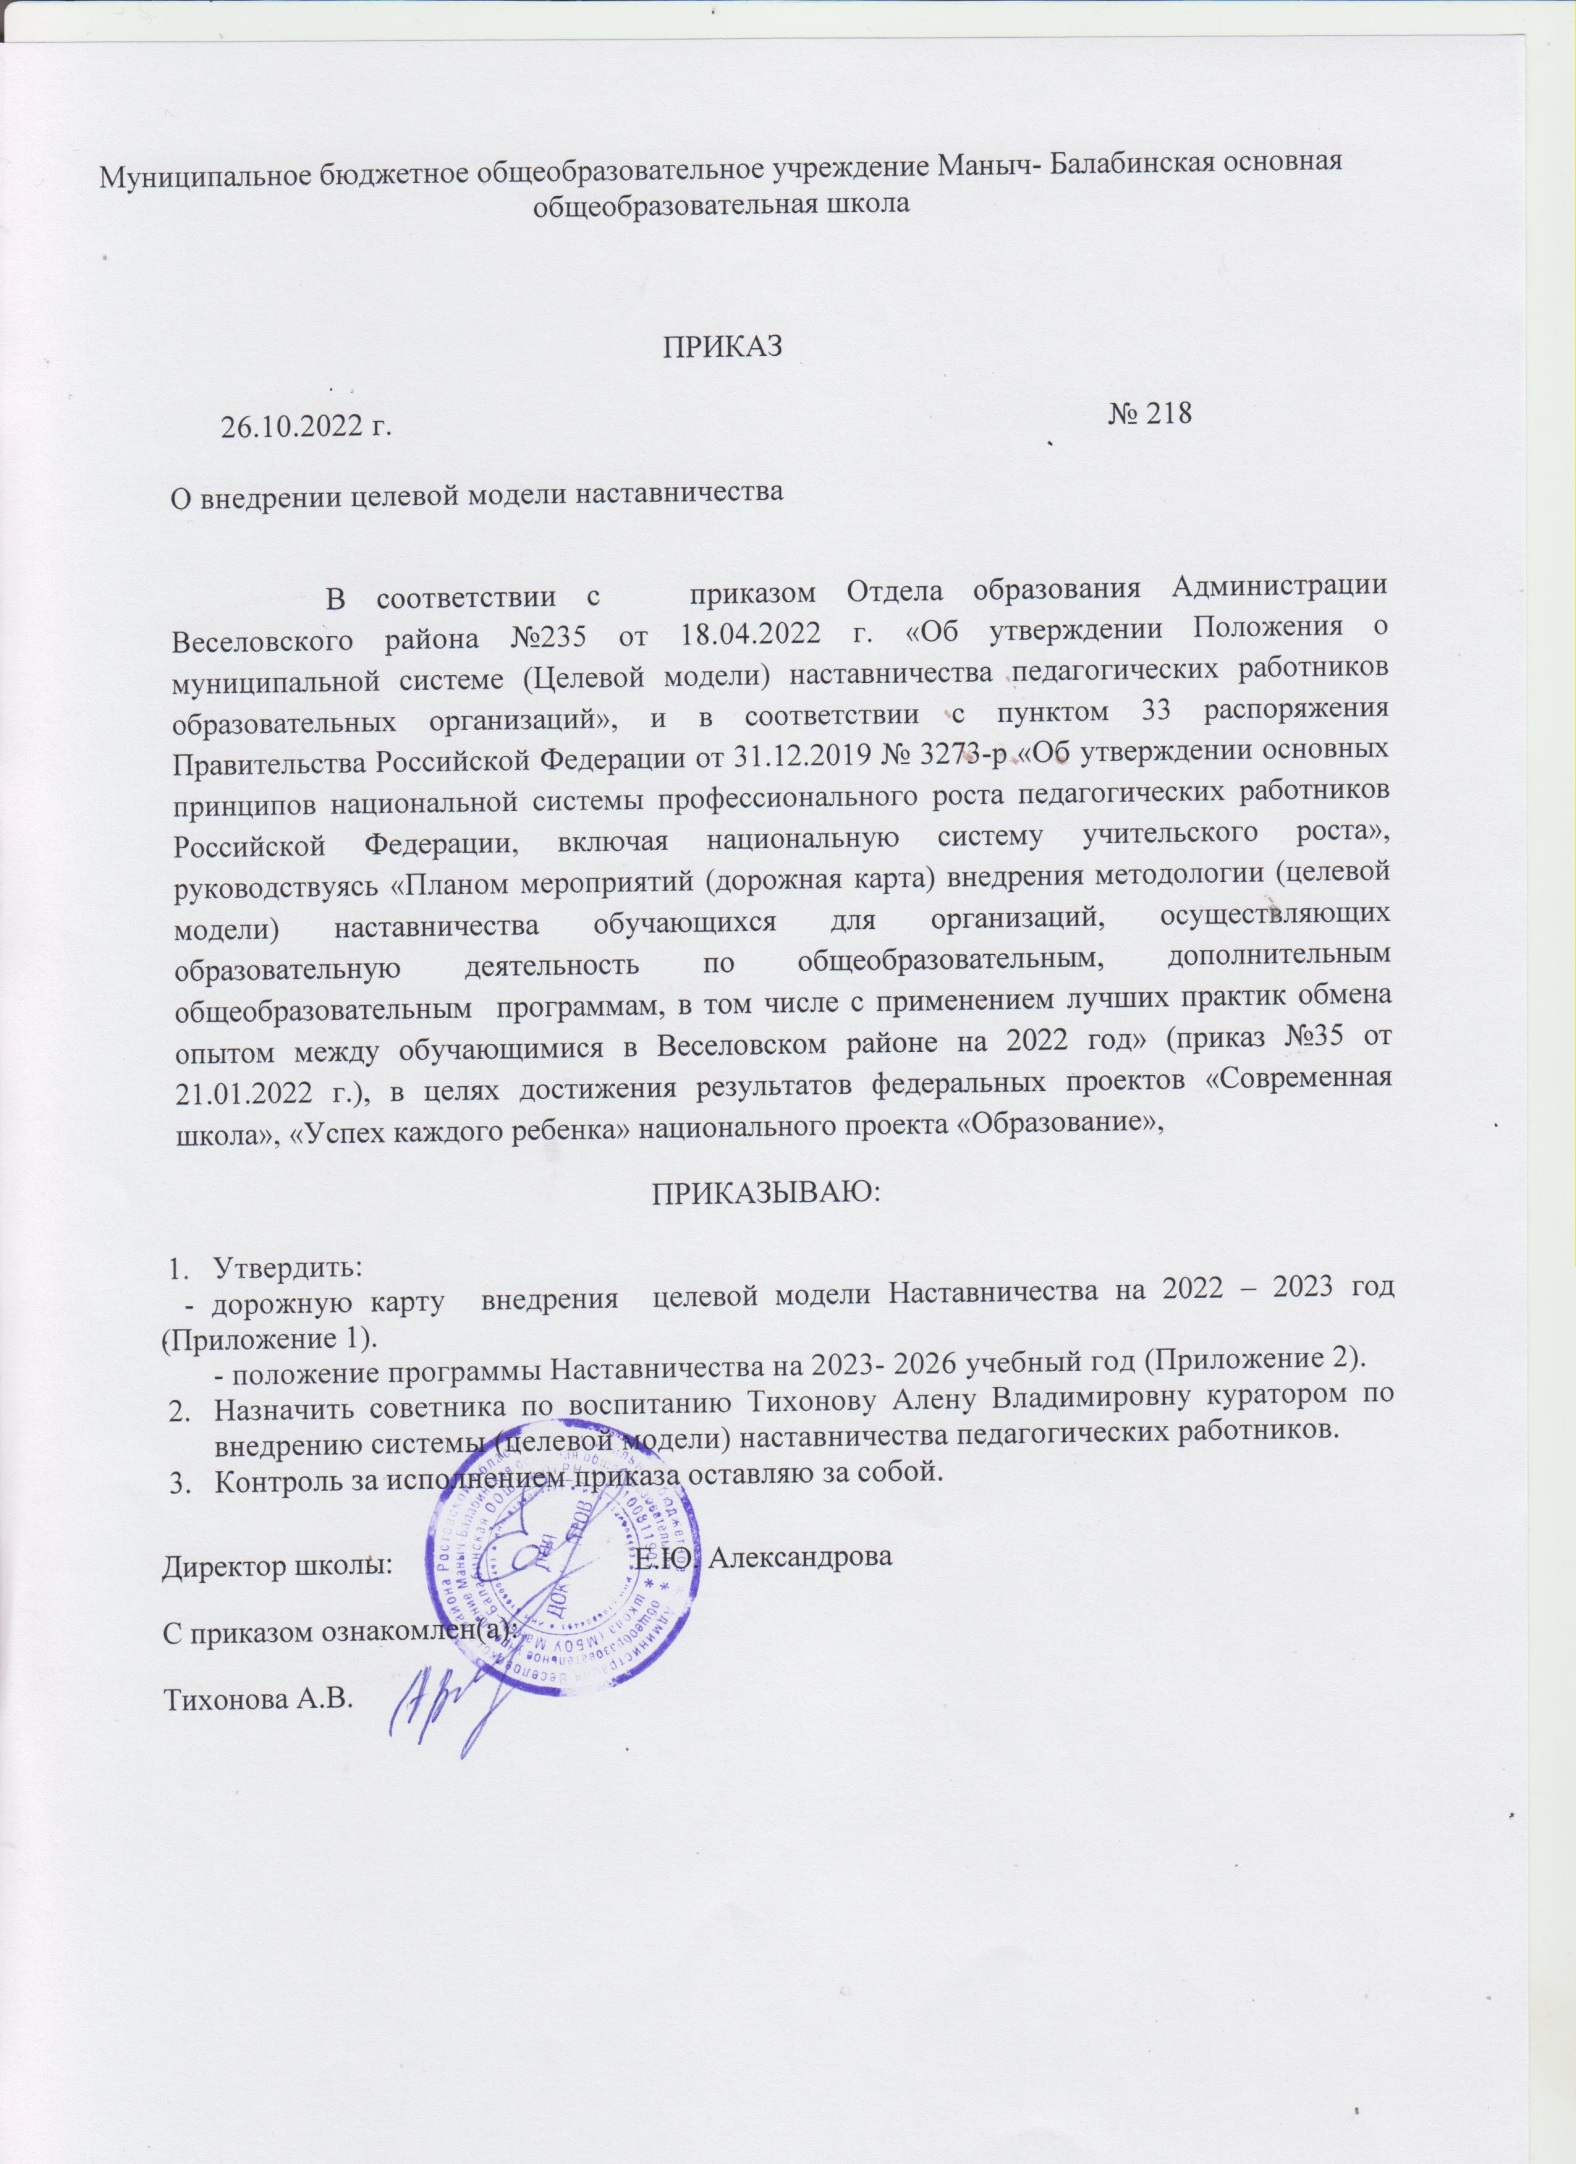 Муниципальное бюджетное общеобразовательное учреждение Маныч- Балабинская основная
общеобразовательная школа
ПРИКАЗ
26.10.2022 г. № 218
О внедрении целевой модели наставничества
В соответствии с приказом Отдела образования Администрации
Веселовского района №235 от 18.04.2022 г. «Об утверждении Положения о
муниципальной системе (Целевой модели) наставничества педагогических работников
образовательных организаций», и в соответствии с пунктом 33 распоряжения
Правительства Российской Федерации от 31.12.2019 № 3273-р «Об утверждении основных
принципов национальной системы профессионального роста педагогических работников
Российской Федерации, включая национальную систему учительского роста»,
руководствуясь «Планом мероприятий (дорожная карта) внедрения методологии (целевой
модели) наставничества обучающихся для организаций, осуществляющих
образовательную деятельность по общеобразовательным, дополнительным
общеобразовательным программам, в том числе с применением лучших практик обмена
опытом между обучающимися в Веселовском районе на 2022 год» (приказ №35 от
21.01.2022 г.), в целях достижения результатов федеральных проектов «Современная
школа», «Успех каждого ребенка» национального проекта «Образование»,
ПРИКАЗЫВАЮ:
1. Утвердить:
- дорожную карту внедрения целевой модели Наставничества на 2022 – 2023 год
(Приложение 1).
- положение программы Наставничества на 2023- 2026 учебный год (Приложение 2).
2. Назначить советника по воспитанию Тихонову Алену Владимировну куратором по
внедрению системы (целевой модели) наставничества педагогических работников.
3. Контроль за исполнением приказа оставляю за собой.
Директор школы: Е.Ю. Александрова
С приказом ознакомлен(а):
Тихонова А.В.